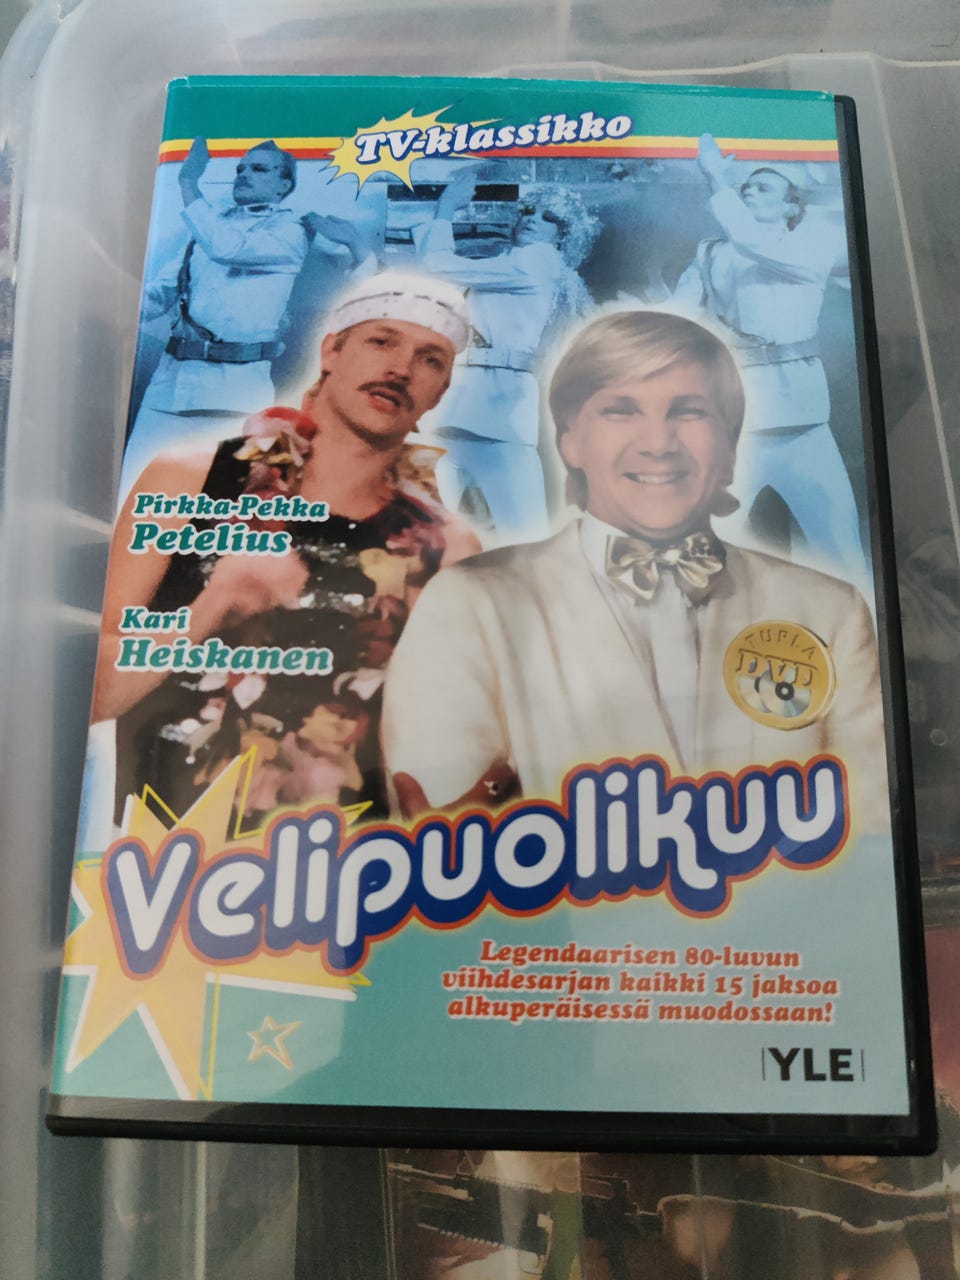 TV-klassikko
Pirkka-Pekka
Petelius
Kari
Heiskanen
TUPLA
DVD
Velipuolikuu
Legendaarisen 80-luvun
viihdesarjan kaikki 15 jaksoa
alkuperäisessä muodossaan!
YLE